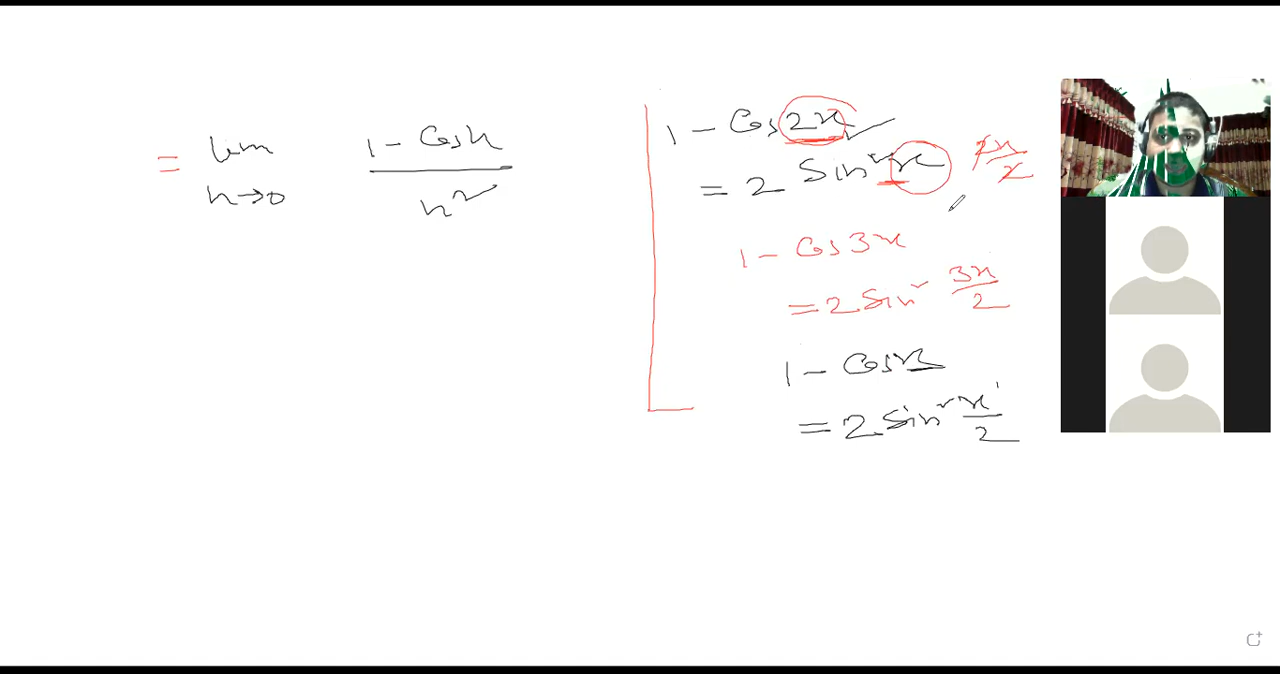 = lim 1 - Cos x
x→0 x²
1 - Cos 2x
= 2 Sin² x 2x/2
1 - Cos 3x
= 2 Sin² 3x/2
1 - Cos x
= 2 Sin² x/2